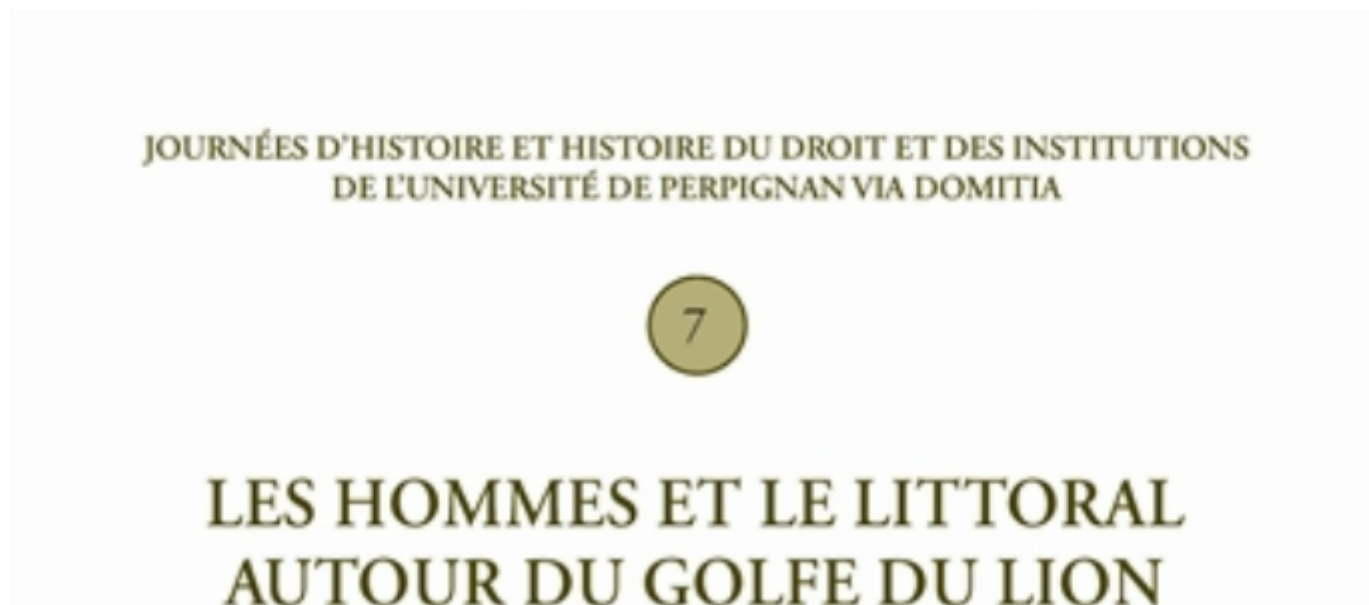 JOURNÉES D'HISTOIRE ET HISTOIRE DU DROIT ET DES INSTITUTIONS
DE L'UNIVERSITÉ DE PERPIGNAN VIA DOMITIA
7
LES HOMMES ET LE LITTORAL
AUTOUR DU GOLFE DU LION